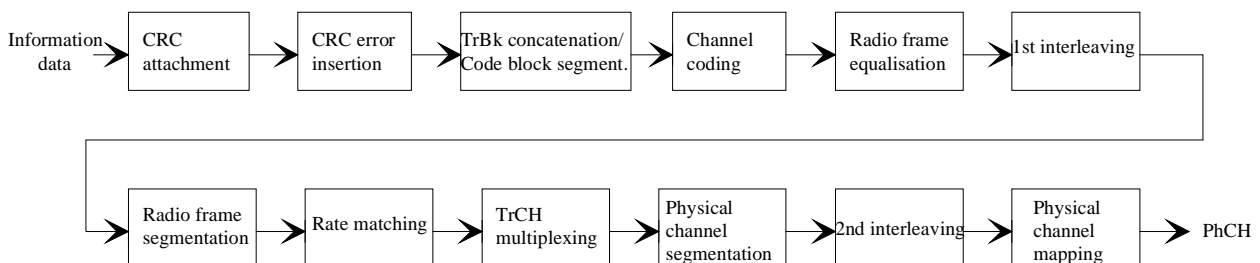 Information
data
CRC
attachment
CRC error
insertion
TrBk concatenation/
Code block segment.
Channel
coding
Radio frame
equalisation
1st interleaving
Radio frame
segmentation
Rate matching
TrCH
multiplexing
Physical
channel
segmentation
2nd interleaving
Physical
channel
mapping
PhCH